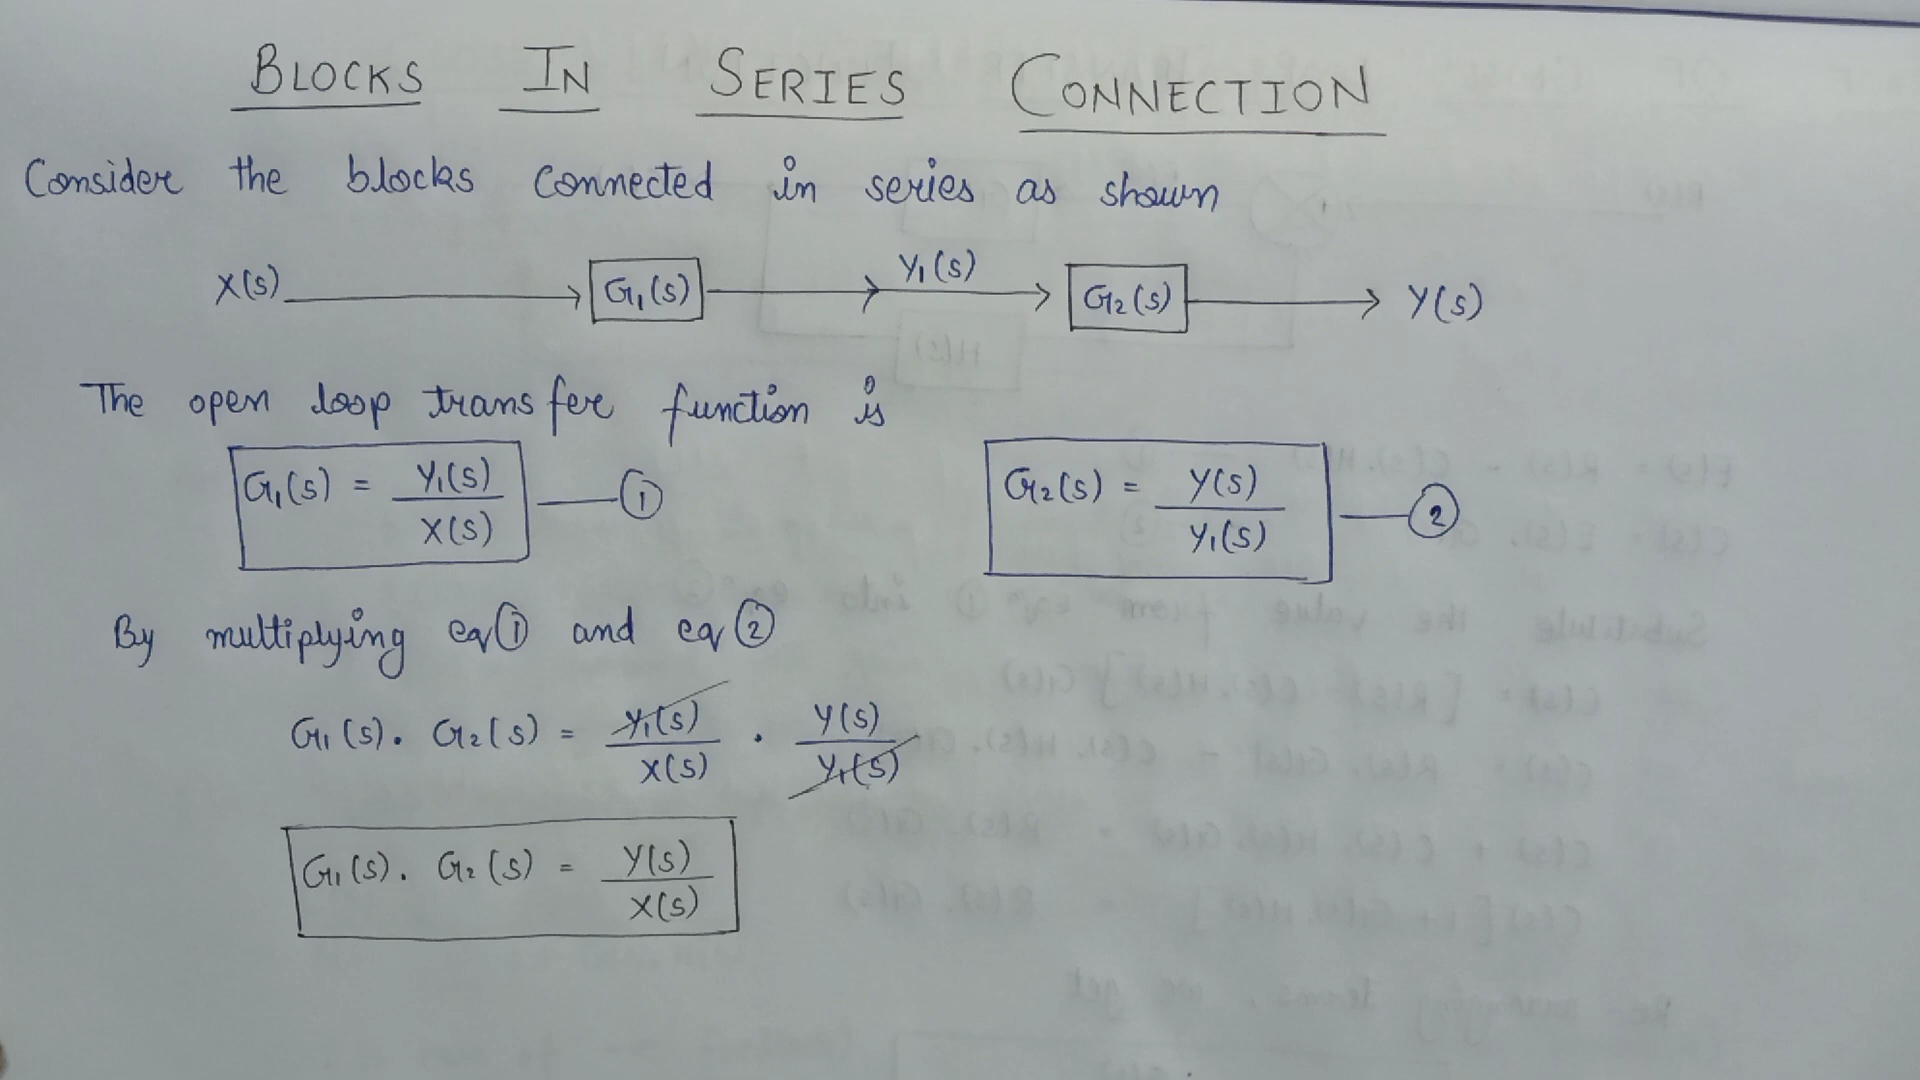 BLOCKS IN SERIES CONNECTION
Consider the blocks connected in series as shown
X(s) → G₁(s) → Y₁(s) → G₂(s) → Y(s)
The open loop transfer function is
G₁(s) = Y₁(s) / X(s) — ① G₂(s) = Y(s) / Y₁(s) — ②
By multiplying eq ① and eq ②
G₁(s) . G₂(s) = Y₁(s) / X(s) . Y(s) / Y₁(s)
G₁(s) . G₂(s) = Y(s) / X(s)